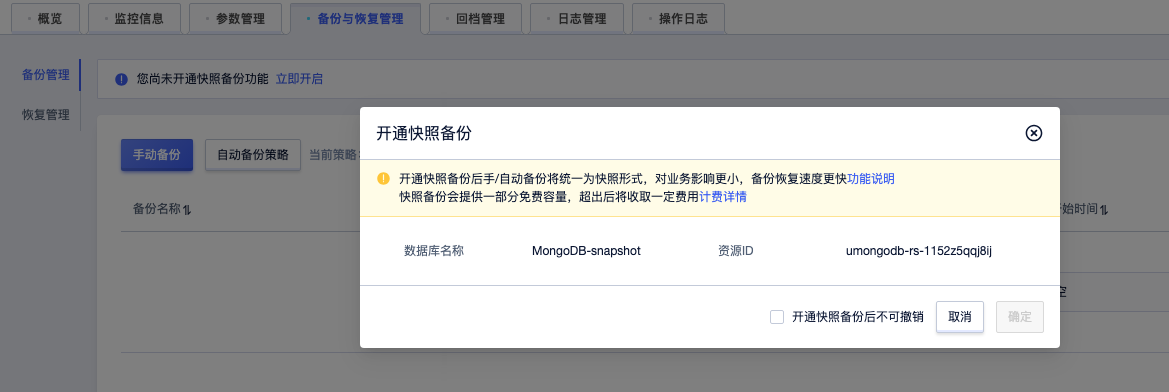 概览
监控信息
参数管理
备份与恢复管理
回档管理
日志管理
操作日志
备份管理
恢复管理
您尚未开通快照备份功能 立即开启
手动备份
自动备份策略
当前策略:
备份名称
始时间
空
开通快照备份
开通快照备份后手/自动备份将统一为快照形式，对业务影响更小，备份恢复速度更快功能说明
快照备份会提供一部分免费容量，超出后将收取一定费用计费详情
数据库名称 MongoDB-snapshot 资源ID umongodb-rs-1152z5qqj8ij
开通快照备份后不可撤销
取消
确定